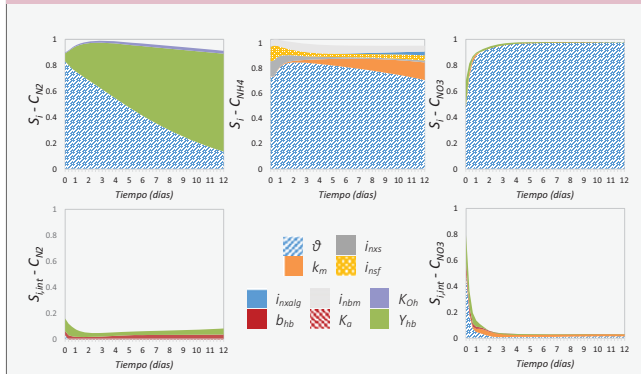 1
0.8
0.6
0.4
0.2
0
S_i - C_N2
0 1 2 3 4 5 6 7 8 9 10 11 12
Tiempo (días)
1
0.8
0.6
0.4
0.2
0
S_i - C_NH4
0 1 2 3 4 5 6 7 8 9 10 11 12
Tiempo (días)
1
0.8
0.6
0.4
0.2
0
S_i - C_NO3
0 1 2 3 4 5 6 7 8 9 10 11 12
Tiempo (días)
1
0.8
0.6
0.4
0.2
0
S_i,int - C_N2
0 1 2 3 4 5 6 7 8 9 10 11 12
Tiempo (días)
ϑ i_nxs
k_m i_nsf
i_nxalg i_nbm K_Oh
b_hb K_a Y_hb
1
0.8
0.6
0.4
0.2
0
S_i,int - C_NO3
0 1 2 3 4 5 6 7 8 9 10 11 12
Tiempo (días)